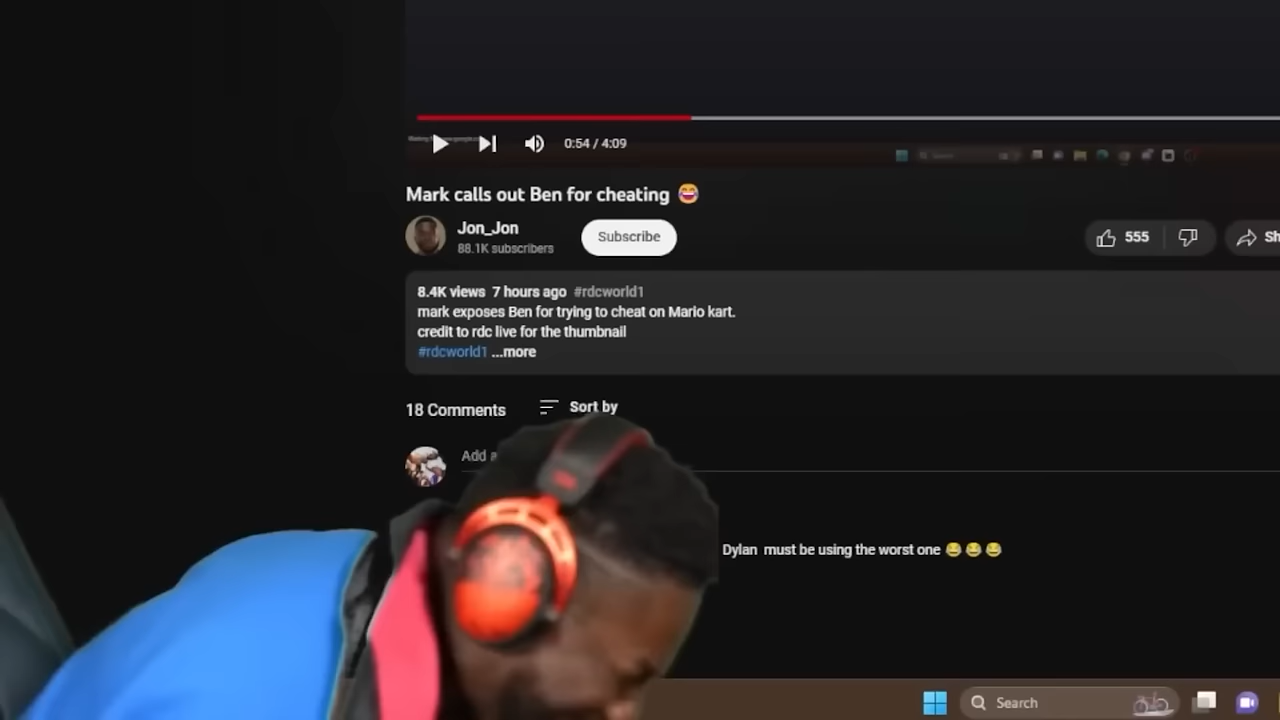 0:54 / 4:09
Search
Mark calls out Ben for cheating 😂
Jon_Jon
88.1K subscribers
Subscribe
555
Sh
8.4K views 7 hours ago #rdcworld1
mark exposes Ben for trying to cheat on Mario kart.
credit to rdc live for the thumbnail
#rdcworld1 ...more
18 Comments
Sort by
Add a
Dylan must be using the worst one 😂😂😂
Search